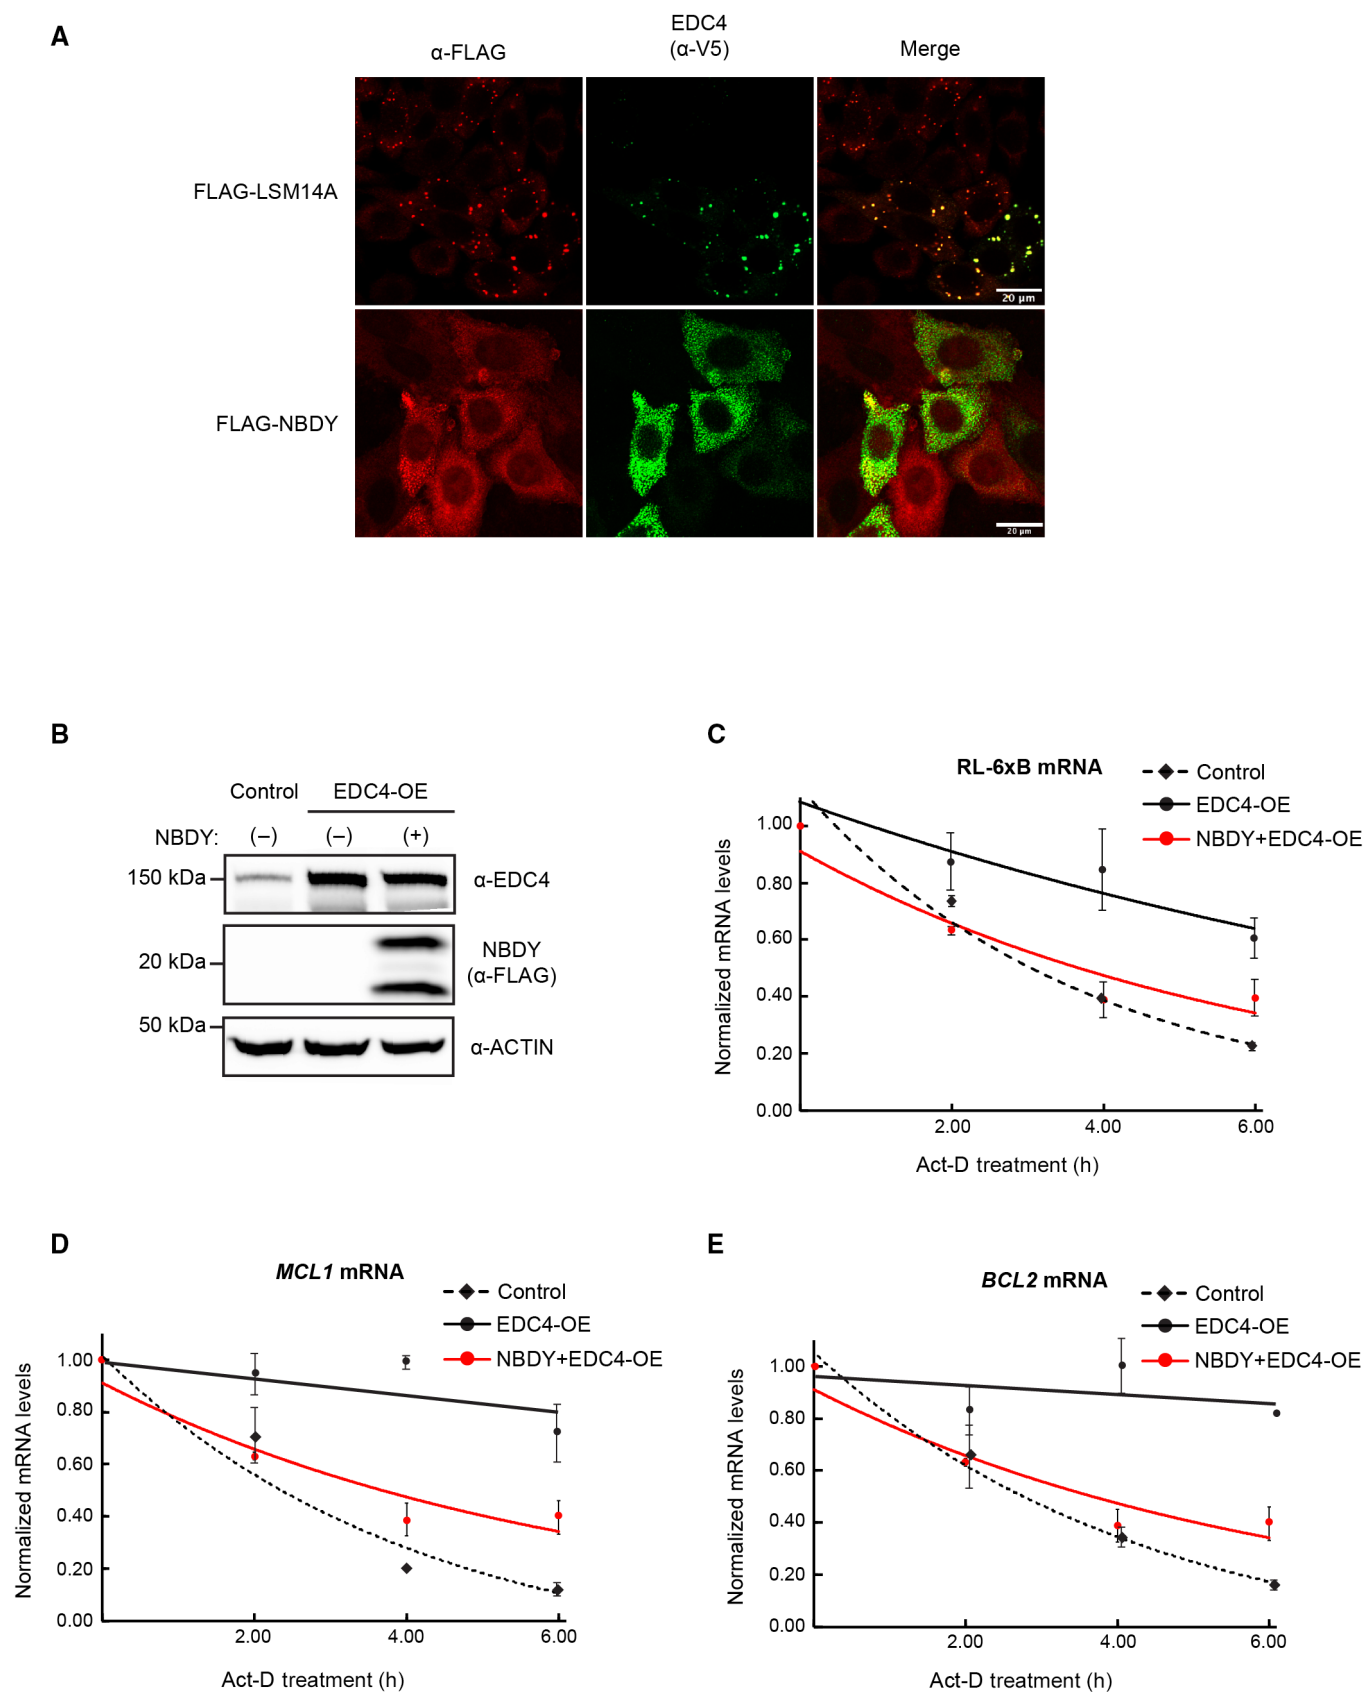 A
α-FLAG
EDC4
(α-V5)
Merge
FLAG-LSM14A
20 µm
FLAG-NBDY
20 µm
B
Control
EDC4-OE
NBDY:
(–)
(–)
(+)
150 kDa
α-EDC4
20 kDa
NBDY
(α-FLAG)
50 kDa
α-ACTIN
C
RL-6xB mRNA
Control
EDC4-OE
NBDY+EDC4-OE
Normalized mRNA levels
1.00
0.80
0.60
0.40
0.20
0.00
2.00
4.00
6.00
Act-D treatment (h)
D
MCL1 mRNA
Control
EDC4-OE
NBDY+EDC4-OE
Normalized mRNA levels
1.00
0.80
0.60
0.40
0.20
0.00
2.00
4.00
6.00
Act-D treatment (h)
E
BCL2 mRNA
Control
EDC4-OE
NBDY+EDC4-OE
Normalized mRNA levels
1.00
0.80
0.60
0.40
0.20
0.00
2.00
4.00
6.00
Act-D treatment (h)